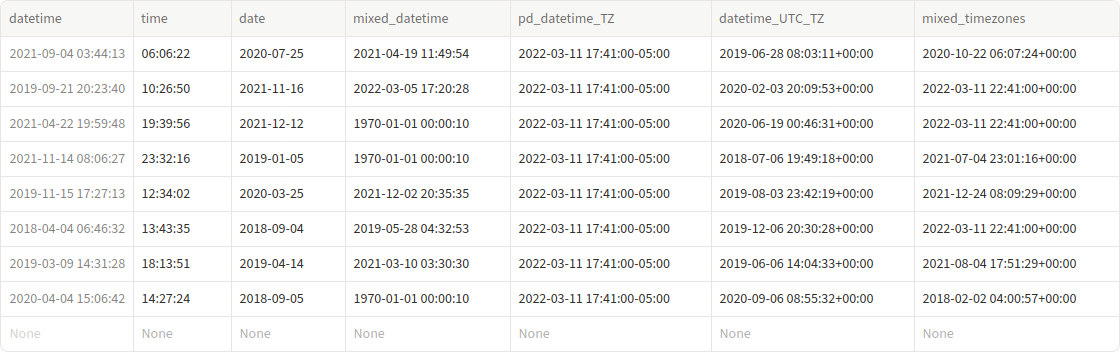 datetime time date mixed_datetime pd_datetime_TZ datetime_UTC_TZ mixed_timezones
2021-09-04 03:44:13 06:06:22 2020-07-25 2021-04-19 11:49:54 2022-03-11 17:41:00-05:00 2019-06-28 08:03:11+00:00 2020-10-22 06:07:24+00:00
2019-09-21 20:23:40 10:26:50 2021-11-16 2022-03-05 17:20:28 2022-03-11 17:41:00-05:00 2020-02-03 20:09:53+00:00 2022-03-11 22:41:00+00:00
2021-04-22 19:59:48 19:39:56 2021-12-12 1970-01-01 00:00:10 2022-03-11 17:41:00-05:00 2020-06-19 00:46:31+00:00 2022-03-11 22:41:00+00:00
2021-11-14 08:06:27 23:32:16 2019-01-05 1970-01-01 00:00:10 2022-03-11 17:41:00-05:00 2018-07-06 19:49:18+00:00 2021-07-04 23:01:16+00:00
2019-11-15 17:27:13 12:34:02 2020-03-25 2021-12-02 20:35:35 2022-03-11 17:41:00-05:00 2019-08-03 23:42:19+00:00 2021-12-24 08:09:29+00:00
2018-04-04 06:46:32 13:43:35 2018-09-04 2019-05-28 04:32:53 2022-03-11 17:41:00-05:00 2019-12-06 20:30:28+00:00 2022-03-11 22:41:00+00:00
2019-03-09 14:31:28 18:13:51 2019-04-14 2021-03-10 03:30:30 2022-03-11 17:41:00-05:00 2019-06-06 14:04:33+00:00 2021-08-04 17:51:29+00:00
2020-04-04 15:06:42 14:27:24 2018-09-05 1970-01-01 00:00:10 2022-03-11 17:41:00-05:00 2020-09-06 08:55:32+00:00 2018-02-02 04:00:57+00:00
None None None None None None None